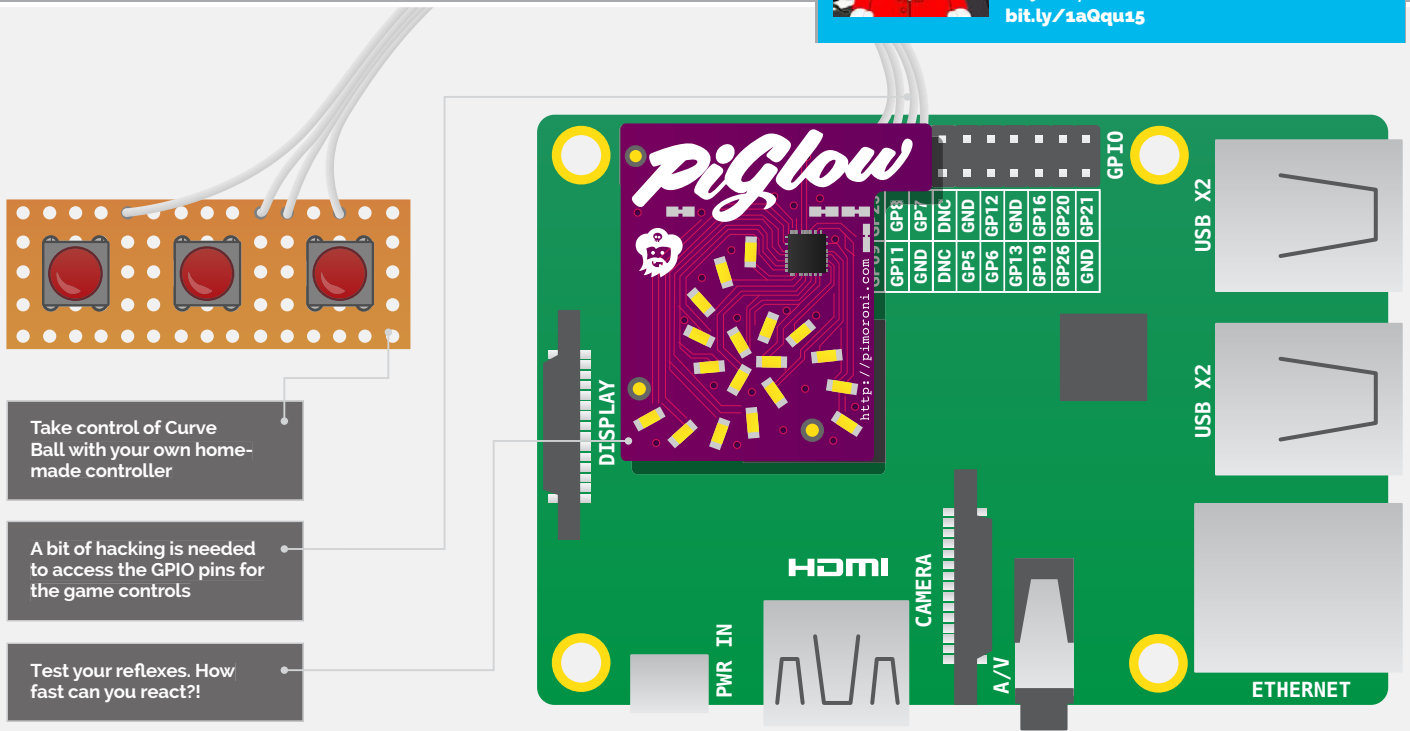 bit.ly/1aQqu15
PiGlow
GPIO
GP8 GP7 DNC GND GP12 GND GP16 GP20 GP21
GP11 GND DNC GP5 GP6 GP13 GP19 GP26 GND
http://pimoroni.com
USB X2
USB X2
DISPLAY
Take control of Curve
Ball with your own home-
made controller
A bit of hacking is needed
to access the GPIO pins for
the game controls
Test your reflexes. How
fast can you react?!
HDMI
CAMERA
PWR IN
A/V
ETHERNET